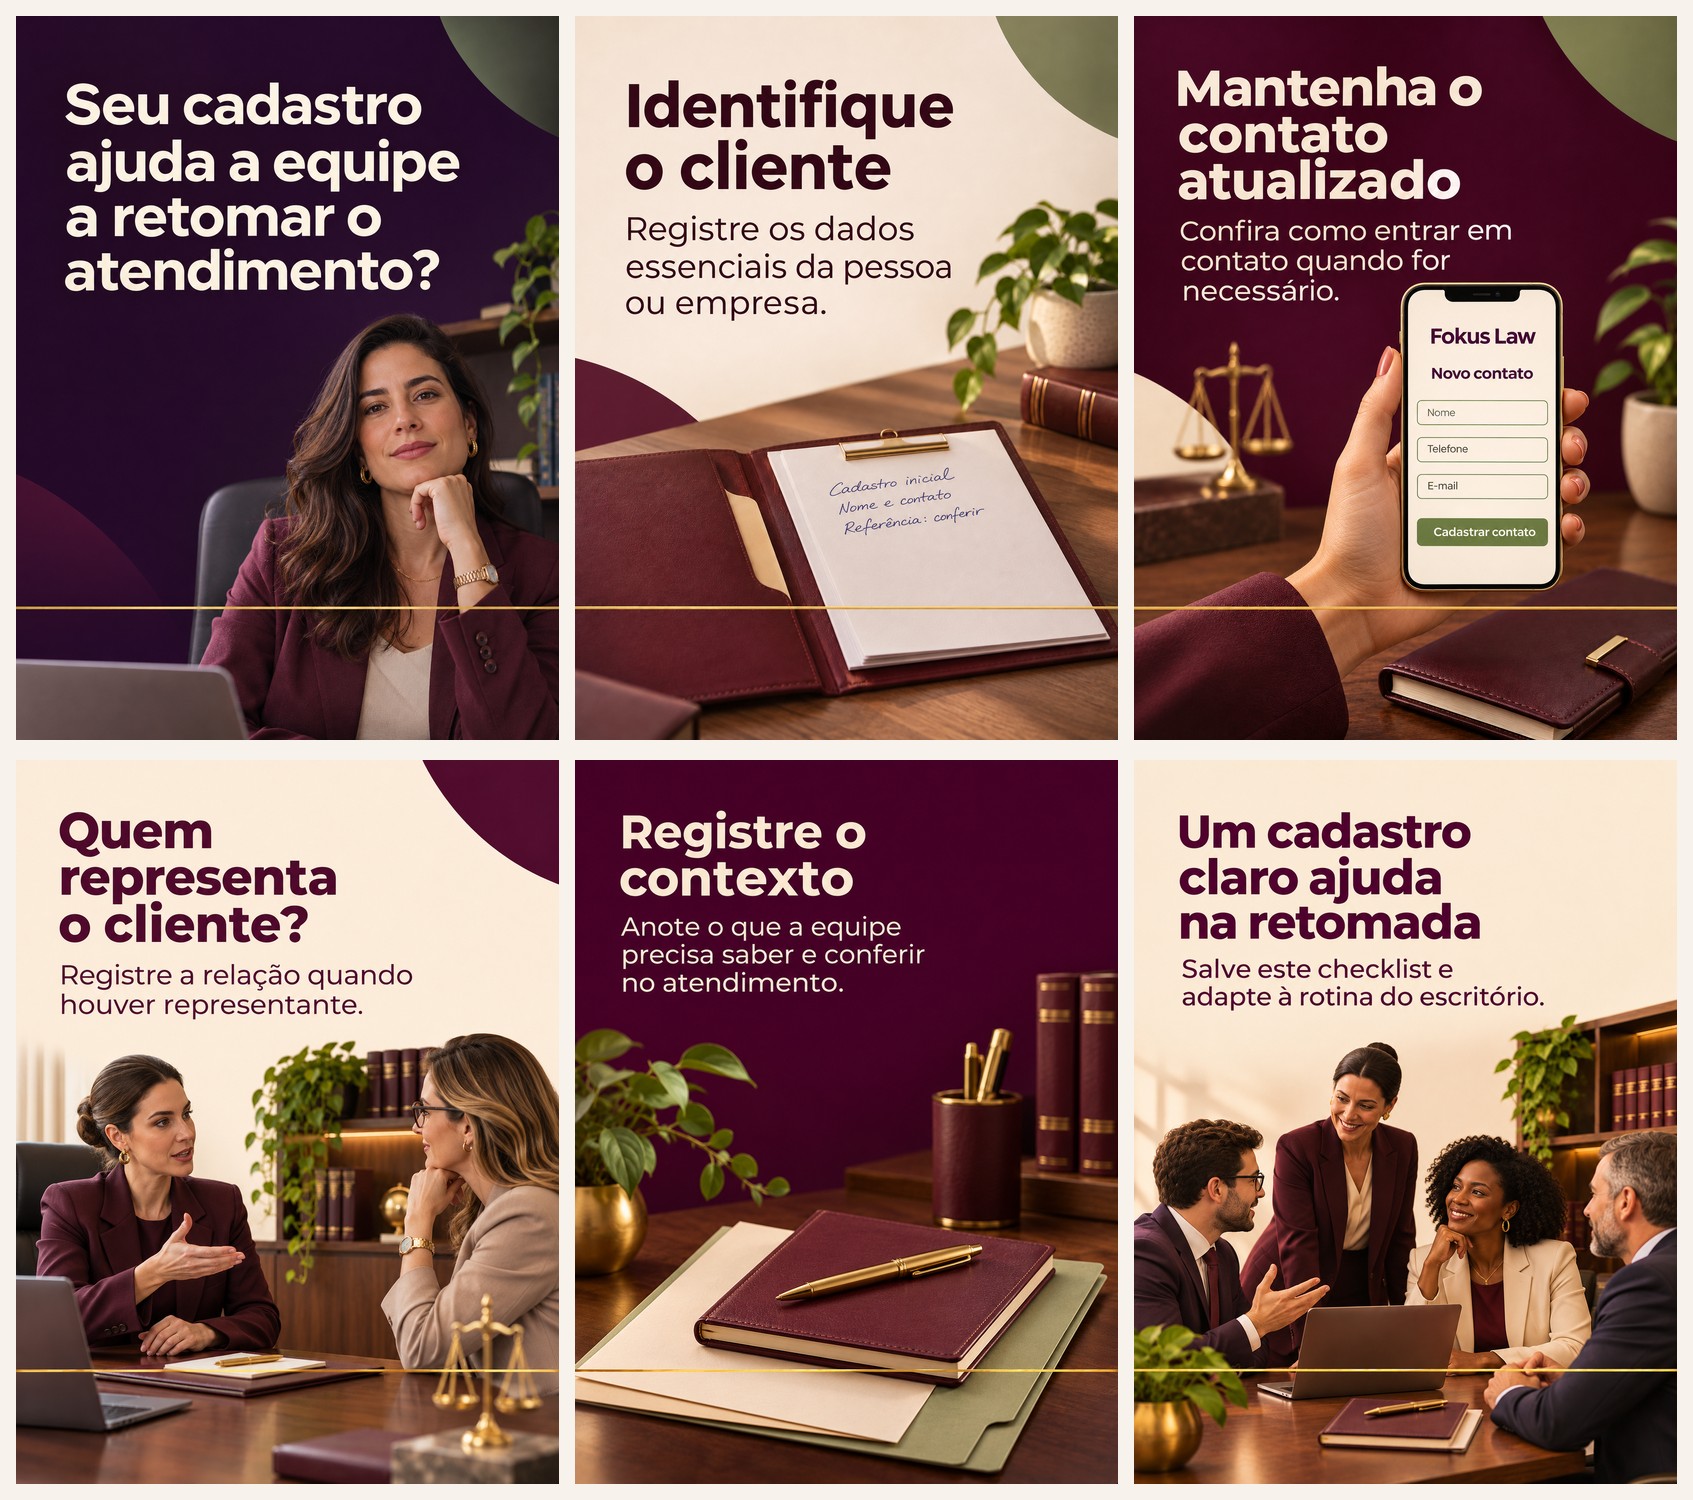 Seu cadastro
ajuda a equipe
a retomar o
atendimento?
Identifique
o cliente
Registre os dados
essenciais da pessoa
ou empresa.
Cadastro inicial
Nome e contato
Referência: conferir
Mantenha o
contato
atualizado
Confira como entrar em
contato quando for
necessário.
Fokus Law
Novo contato
Nome
Telefone
E-mail
Cadastrar contato
Quem
representa
o cliente?
Registre a relação quando
houver representante.
Registre o
contexto
Anote o que a equipe
precisa saber e conferir
no atendimento.
Um cadastro
claro ajuda
na retomada
Salve este checklist e
adapte à rotina do escritório.